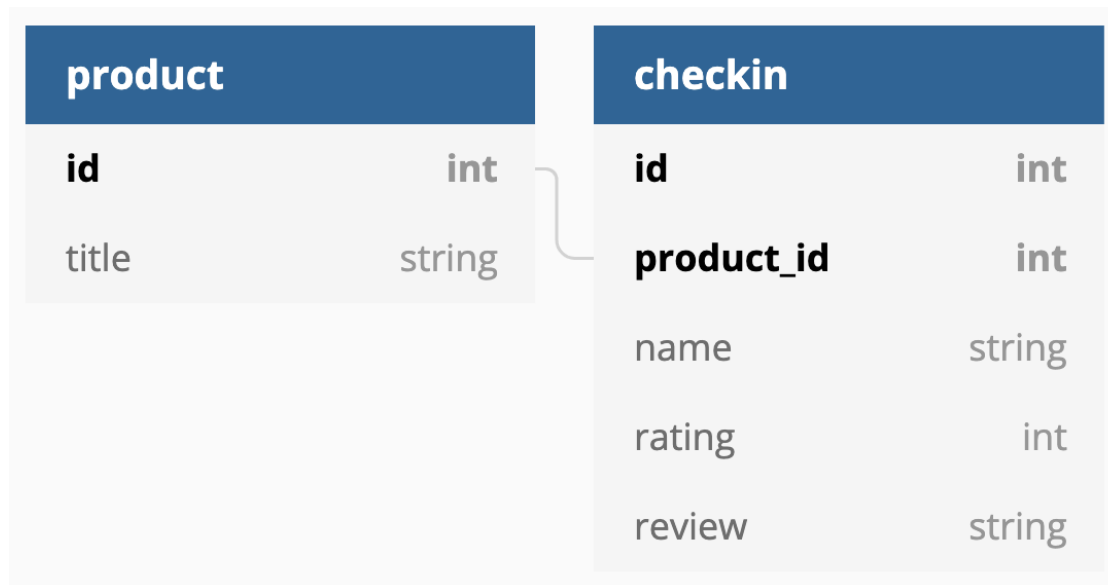 product
id int
title string
checkin
id int
product_id int
name string
rating int
review string